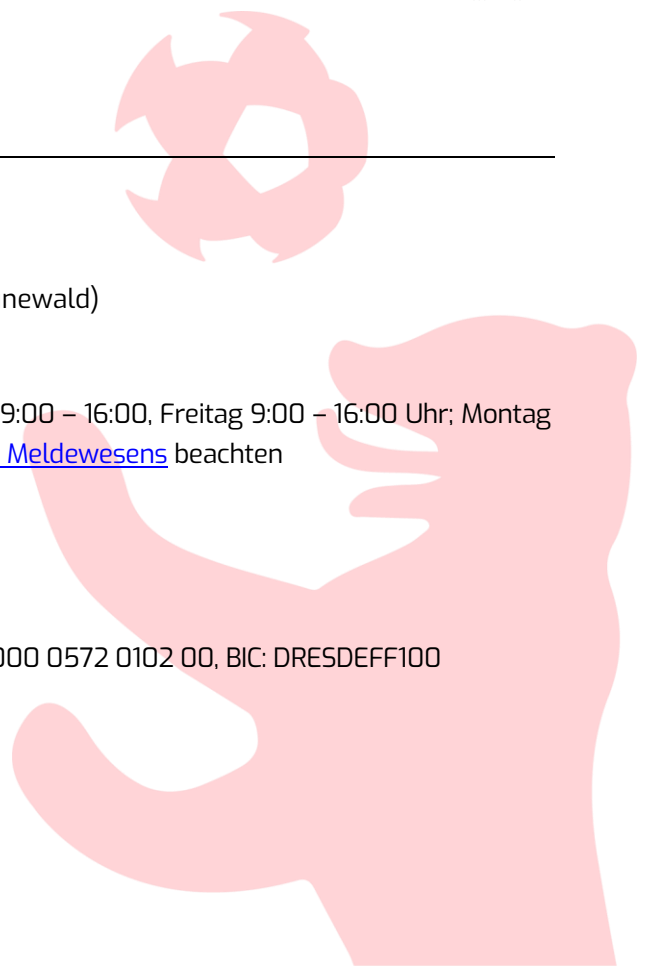 newald)
9:00 – 16:00, Freitag 9:00 – 16:00 Uhr; Montag
Meldewesens beachten
000 0572 0102 00, BIC: DRESDEFF100